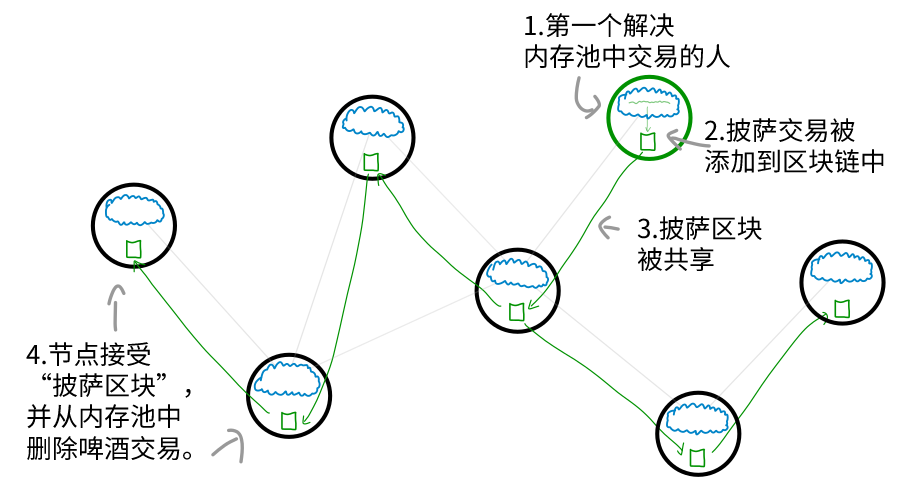 1.第一个解决
内存池中交易的人
2.披萨交易被
添加到区块链中
3.披萨区块
被共享
4.节点接受
“披萨区块”，
并从内存池中
删除啤酒交易。